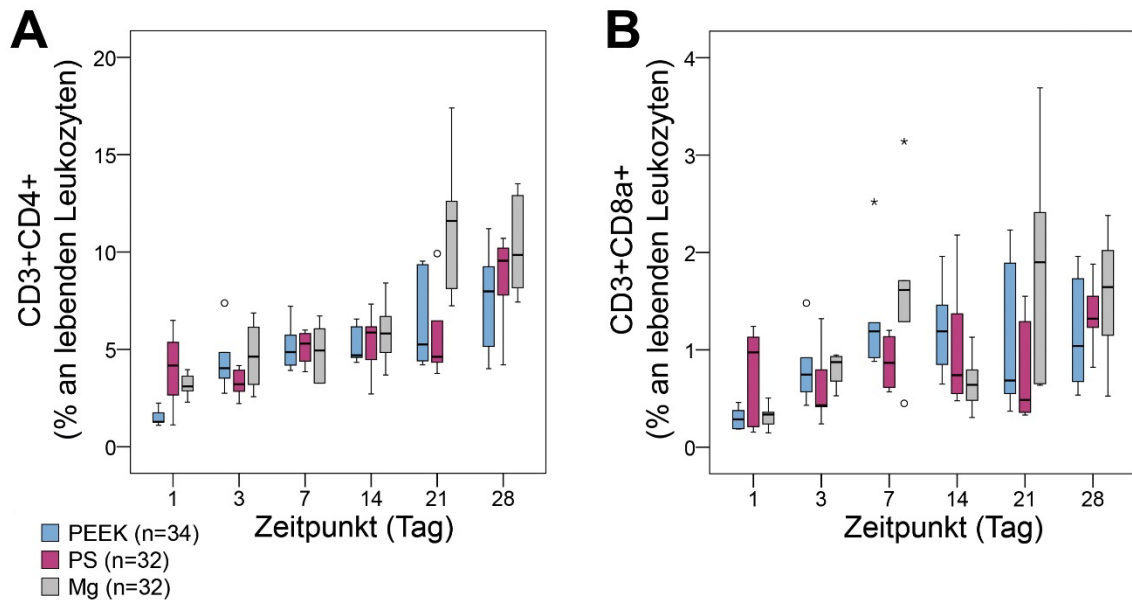 A
CD3+CD4+
(% an lebenden Leukozyten)
20
15
10
5
0
1 3 7 14 21 28
Zeitpunkt (Tag)
PEEK (n=34)
PS (n=32)
Mg (n=32)
B
CD3+CD8a+
(% an lebenden Leukozyten)
4
3
2
1
0
1 3 7 14 21 28
Zeitpunkt (Tag)